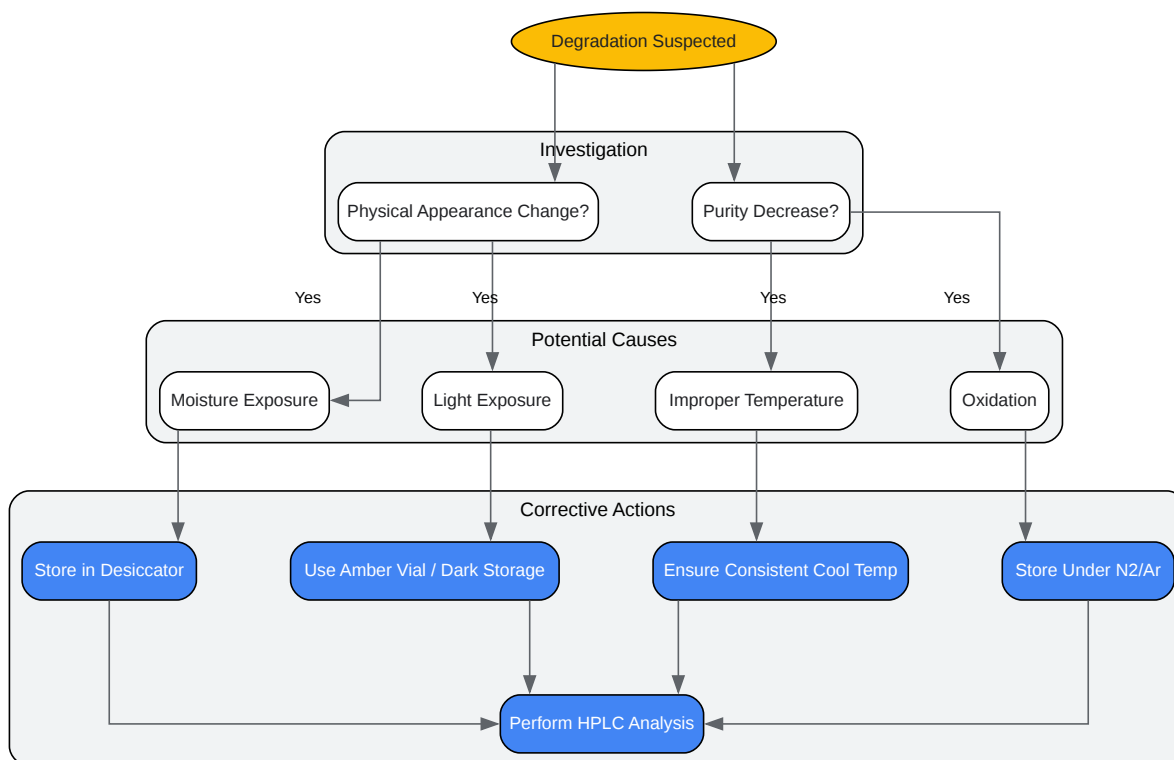 Degradation Suspected
Investigation
Physical Appearance Change?
Purity Decrease?
Yes
Yes
Yes
Yes
Potential Causes
Moisture Exposure
Light Exposure
Improper Temperature
Oxidation
Corrective Actions
Store in Desiccator
Use Amber Vial / Dark Storage
Ensure Consistent Cool Temp
Store Under N2/Ar
Perform HPLC Analysis